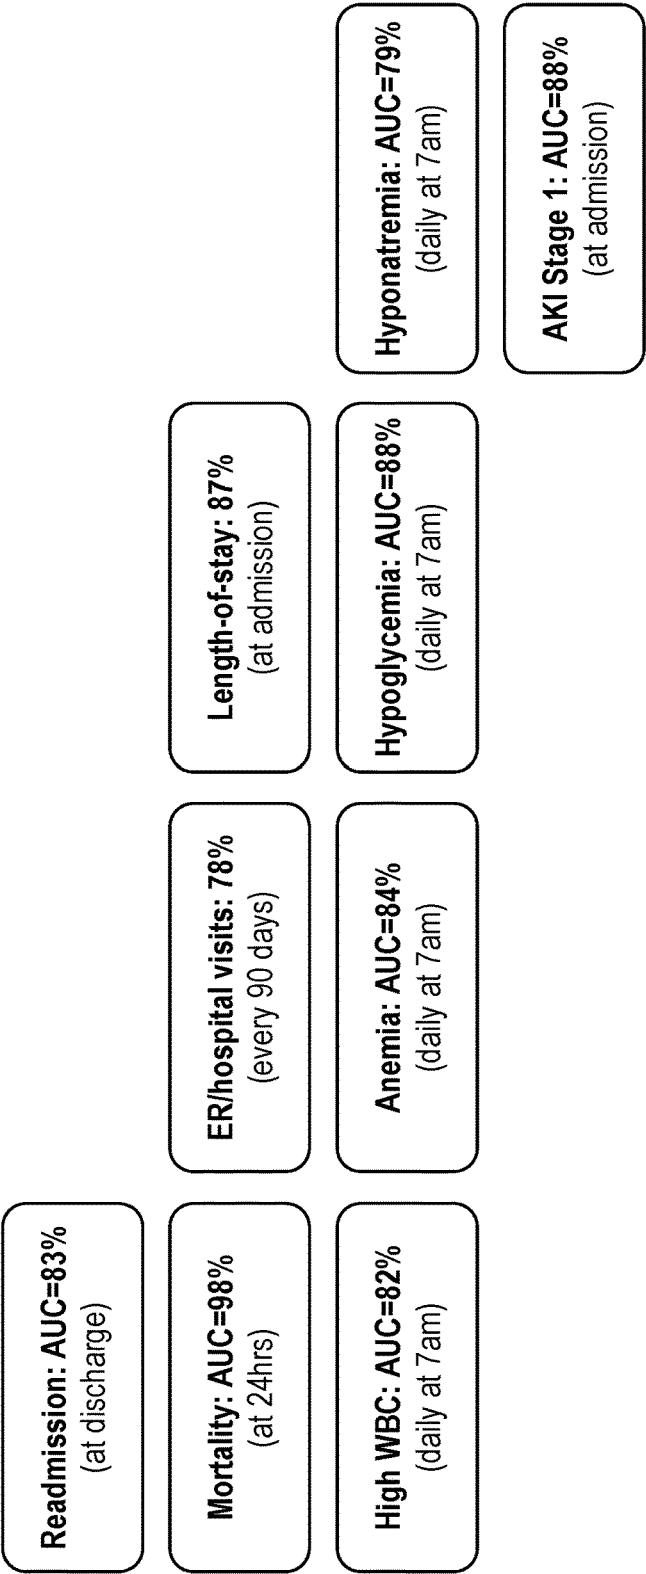 Readmission: AUC=83%
(at discharge)
Mortality: AUC=98%
(at 24hrs)
ER/hospital visits: 78%
(every 90 days)
Length-of-stay: 87%
(at admission)
High WBC: AUC=82%
(daily at 7am)
Anemia: AUC=84%
(daily at 7am)
Hypoglycemia: AUC=88%
(daily at 7am)
Hyponatremia: AUC=79%
(daily at 7am)
AKI Stage 1: AUC=88%
(at admission)